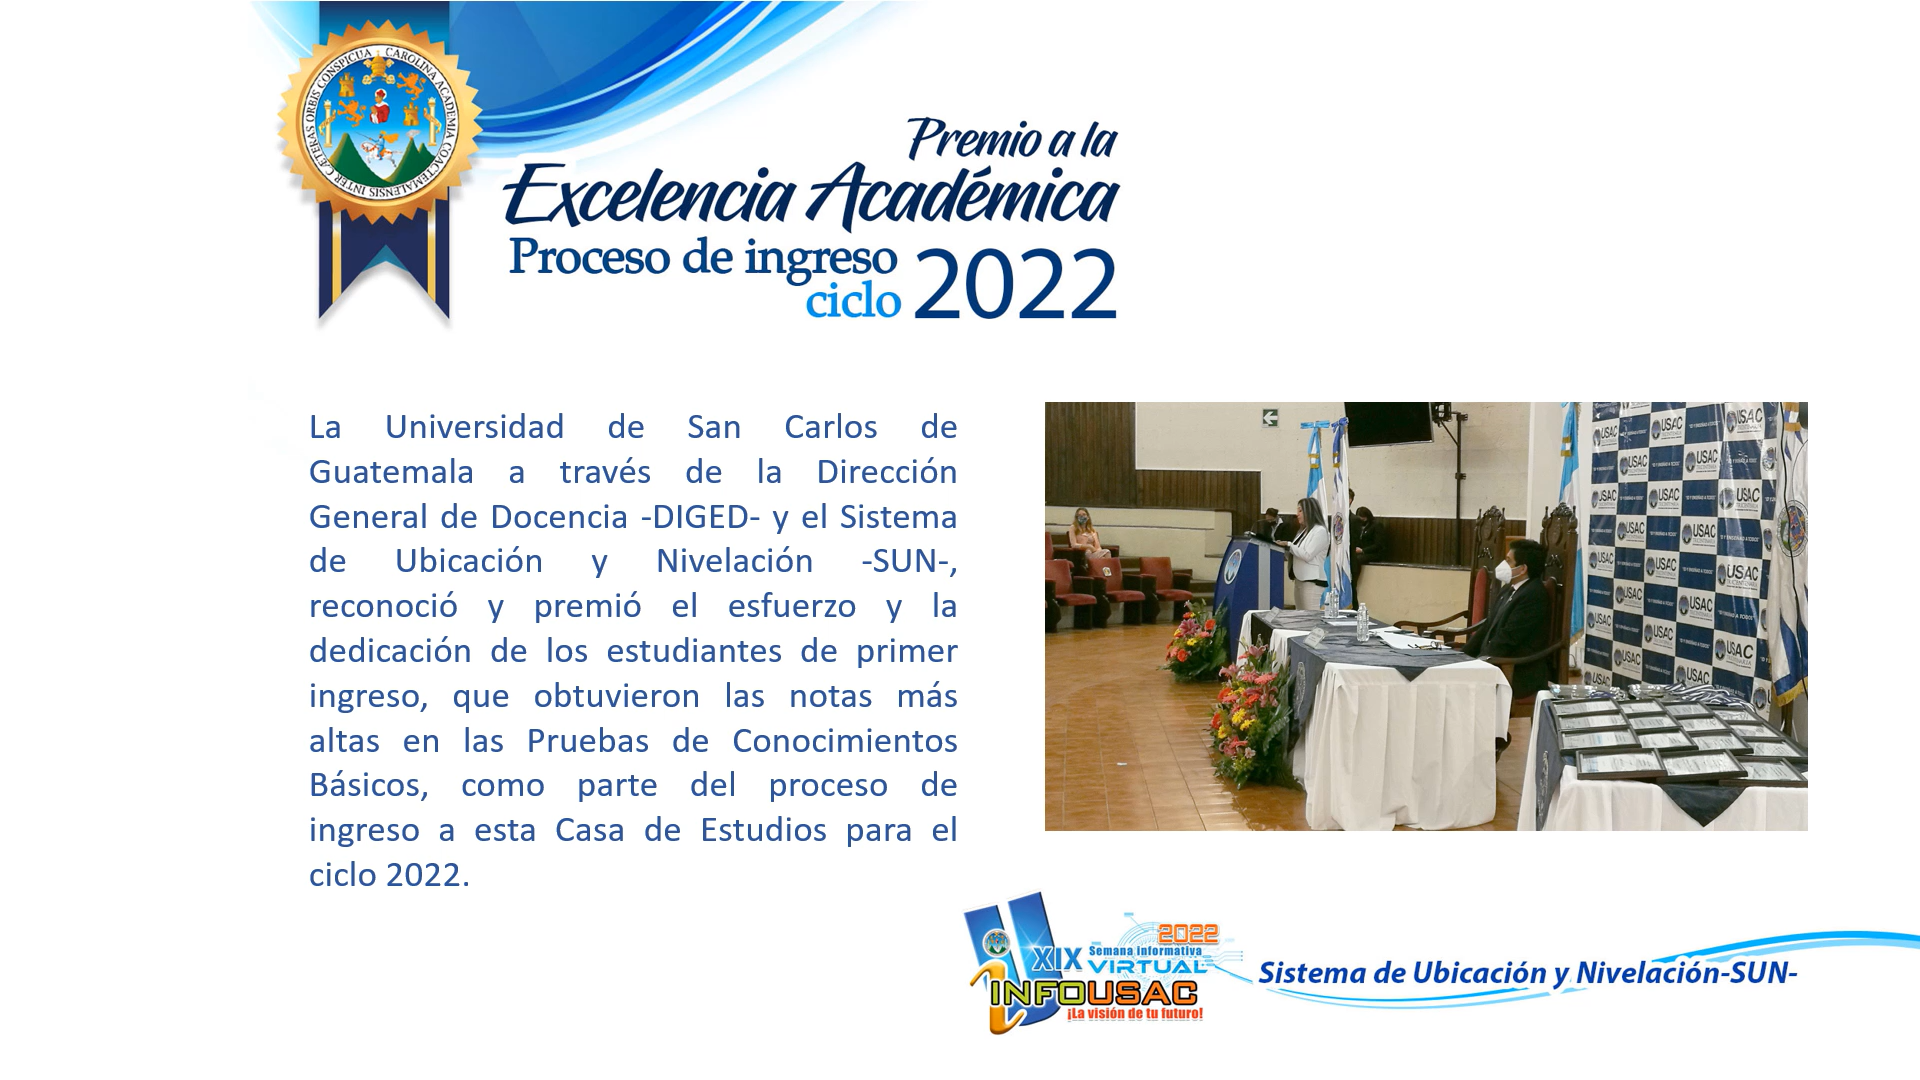 CAETERAS ORBIS CONSPICUA CAROLINA ACADEMIA COACTEMALENSIS INTER
Premio a la
Excelencia Académica
Proceso de ingreso
ciclo 2022
La Universidad de San Carlos de
Guatemala a través de la Dirección
General de Docencia -DIGED- y el Sistema
de Ubicación y Nivelación -SUN-,
reconoció y premió el esfuerzo y la
dedicación de los estudiantes de primer
ingreso, que obtuvieron las notas más
altas en las Pruebas de Conocimientos
Básicos, como parte del proceso de
ingreso a esta Casa de Estudios para el
ciclo 2022.
USAC
TRICENTENARIA
2022
XIX Semana informativa
VIRTUAL
INFOUSAC
¡La visión de tu futuro!
Sistema de Ubicación y Nivelación-SUN-